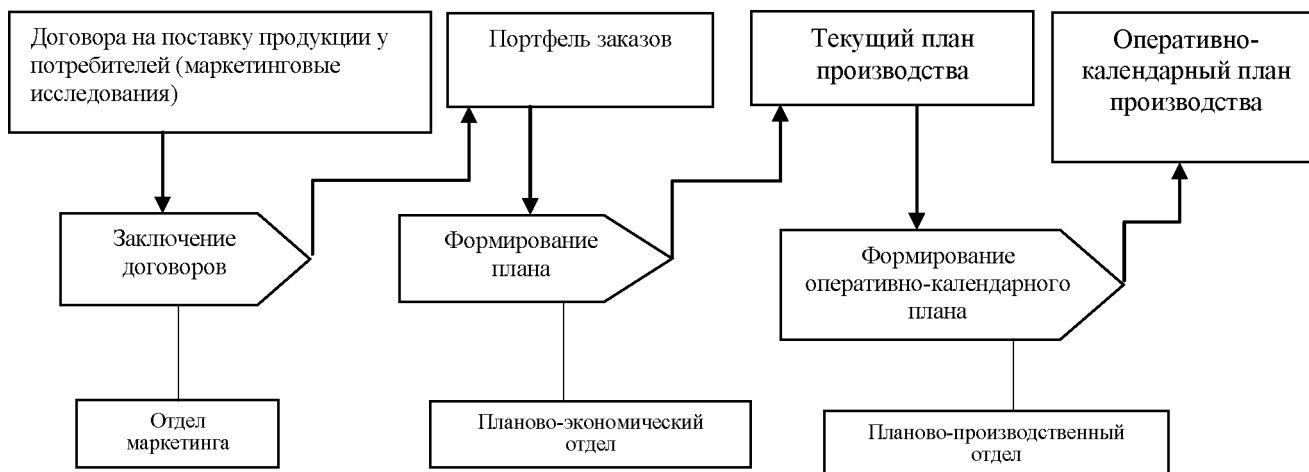 Договора на поставку продукции у
потребителей (маркетинговые
исследования)
Портфель заказов
Текущий план
производства
Оперативно-
календарный план
производства
Заключение
договоров
Формирование
плана
Формирование
оперативно-календарного
плана
Отдел
маркетинга
Планово-экономический
отдел
Планово-производственный
отдел